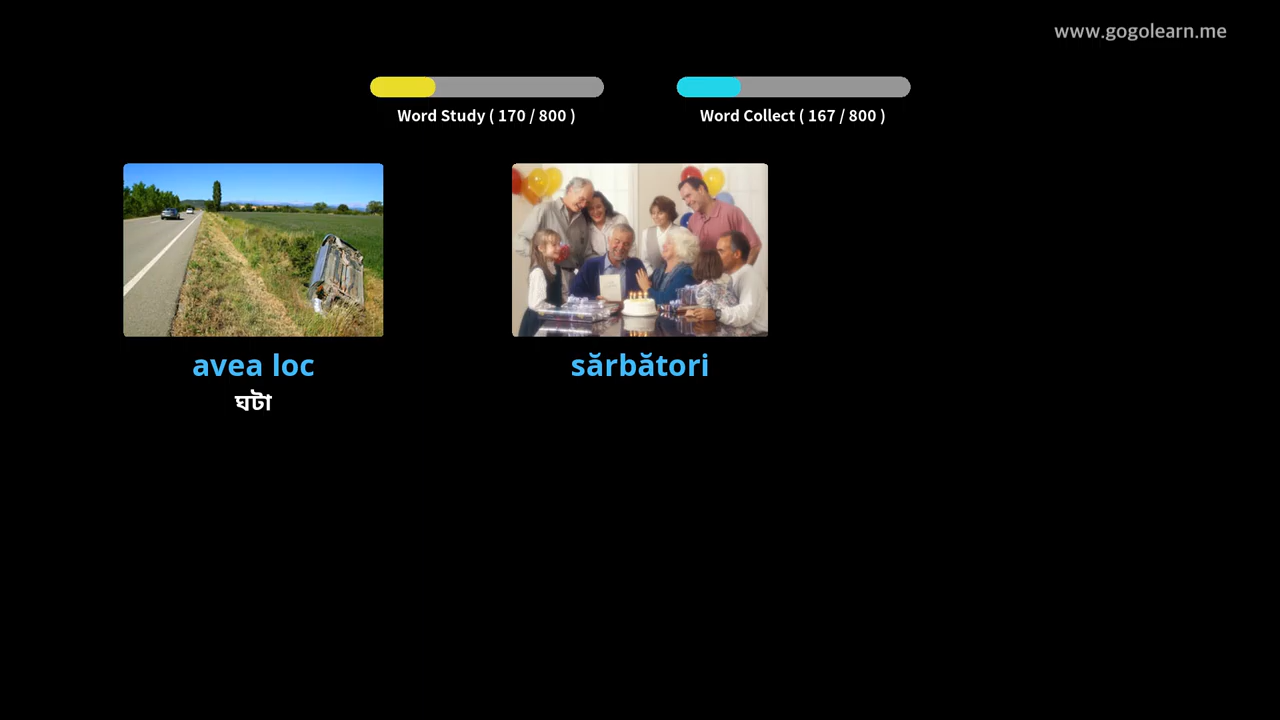 www.gogolearn.me
Word Study ( 170 / 800 )
Word Collect ( 167 / 800 )
avea loc
ঘটা
sărbători